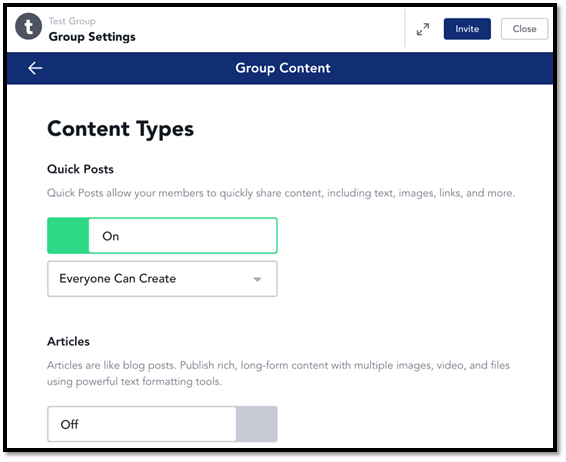 t
Test Group
Group Settings
Invite
Close
Group Content
Content Types
Quick Posts
Quick Posts allow your members to quickly share content, including text, images, links, and more.
On
Everyone Can Create
Articles
Articles are like blog posts. Publish rich, long-form content with multiple images, video, and files
using powerful text formatting tools.
Off